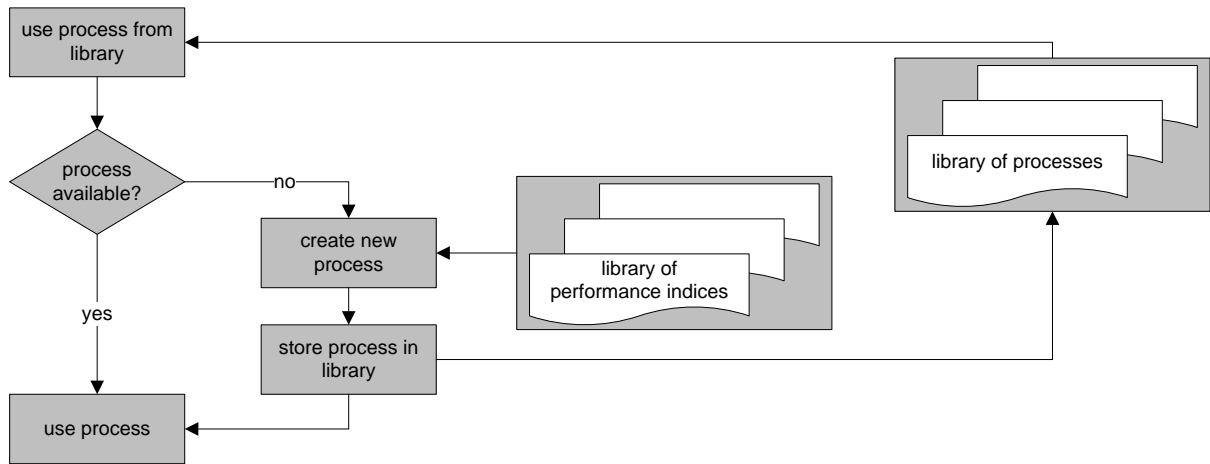 use process from
library
library of processes
process
available?
no
create new
process
library of
performance indices
yes
store process in
library
use process